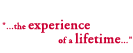 "...the experience
of a lifetime..."